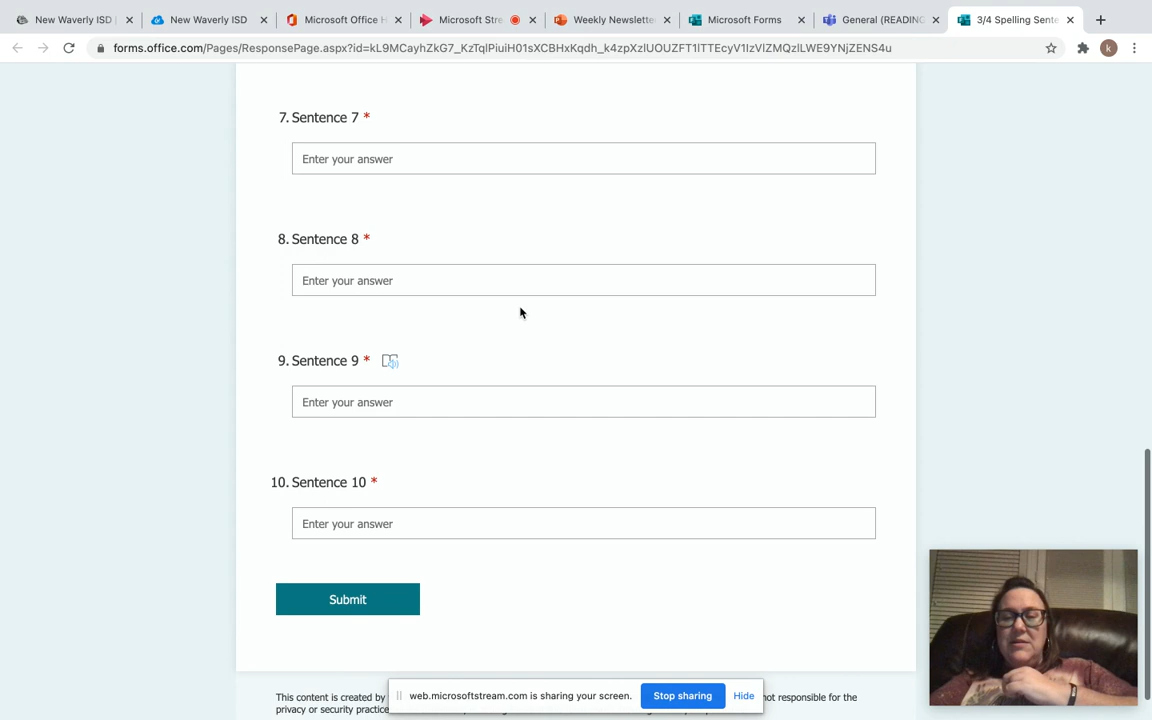 New Waverly ISD |
New Waverly ISD
Microsoft Office H
Microsoft Stre
Weekly Newsletter
Microsoft Forms
General (READING
3/4 Spelling Sente
forms.office.com/Pages/ResponsePage.aspx?id=kL9MCayhZkG7_KzTqlPiuiH01sXCBHxKqdh_k4zpXzlUOUZFT1lTTEcyV1IzVlZMQzlLWE9YNjZENS4u
k
7. Sentence 7 *
Enter your answer
8. Sentence 8 *
Enter your answer
9. Sentence 9 *
Enter your answer
10. Sentence 10 *
Enter your answer
Submit
This content is created by
not responsible for the
privacy or security practice
web.microsoftstream.com is sharing your screen.
Stop sharing
Hide